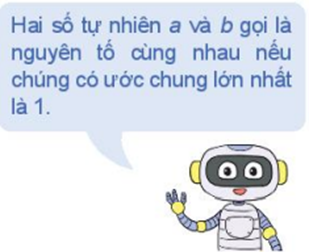 Hai số tự nhiên a và b gọi là
nguyên tố cùng nhau nếu
chúng có ước chung lớn nhất
là 1.